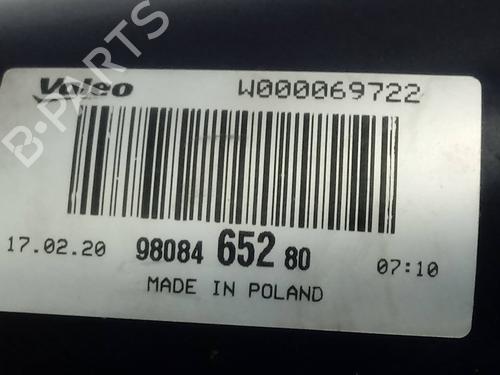 B-PARTS
Valeo
W000069722
17.02.20
98084 652 80
07:10
MADE IN POLAND